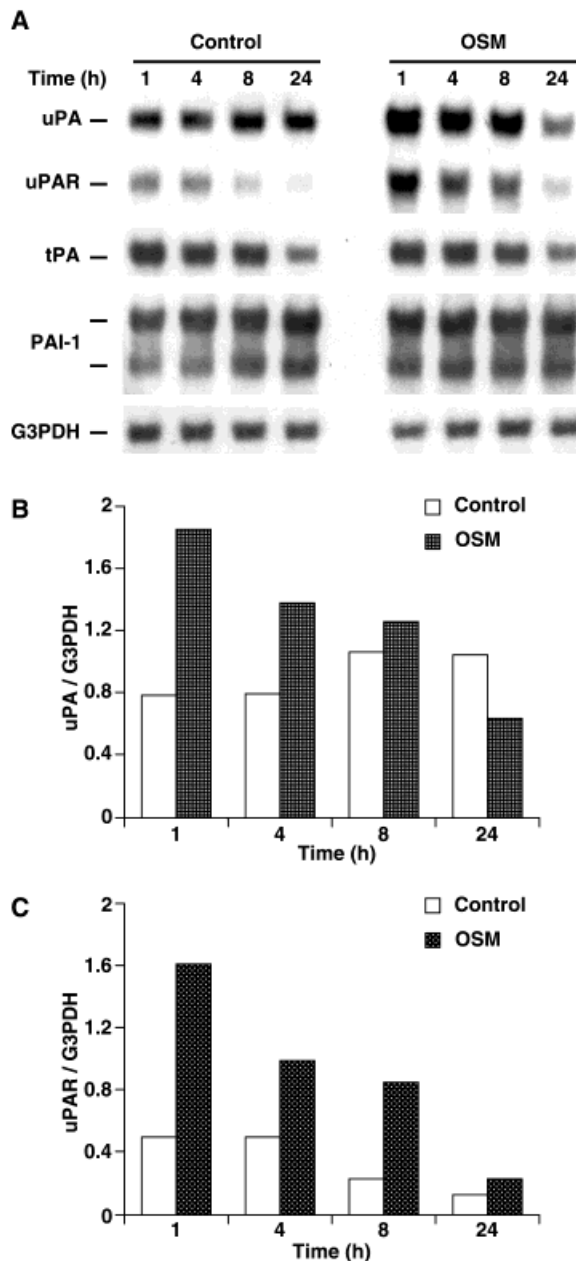 A
Control OSM
Time (h) 1 4 8 24 1 4 8 24
uPA
uPAR
tPA
PAI-1
G3PDH
B
Control
OSM
uPA / G3PDH
2
1.6
1.2
0.8
0.4
0
1 4 8 24
Time (h)
C
Control
OSM
uPAR / G3PDH
2
1.6
1.2
0.8
0.4
0
1 4 8 24
Time (h)